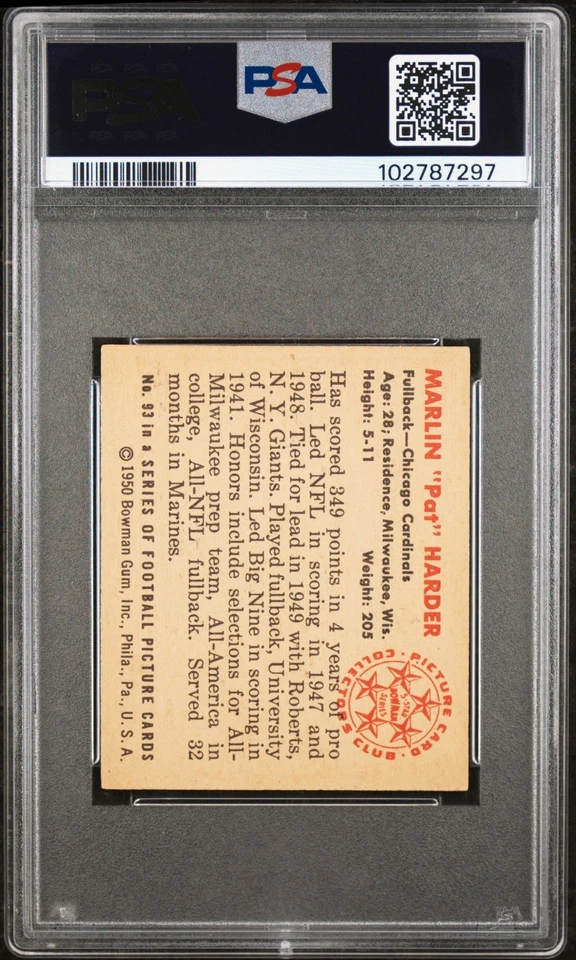 PSA
PSA
102787297
MARLIN "Pat" HARDER
Fullback—Chicago Cardinals
Age: 28; Residence, Milwaukee, Wis.
Height: 5-11 Weight: 205
Has scored 349 points in 4 years of pro
ball. Led NFL in scoring in 1947 and
1948. Tied for lead in 1949 with Roberts,
N. Y. Giants. Played fullback, University
of Wisconsin. Led Big Nine in scoring in
1941. Honors include selections for All-
Milwaukee prep team, All-America in
college, All-NFL fullback. Served 32
months in Marines.
No. 93 in a SERIES OF FOOTBALL PICTURE CARDS
© 1950 Bowman Gum, Inc., Phila., Pa., U. S. A.
• PICTURE CARD •
COLLECTORS CLUB
5-STAR
BOWMAN
SERIES